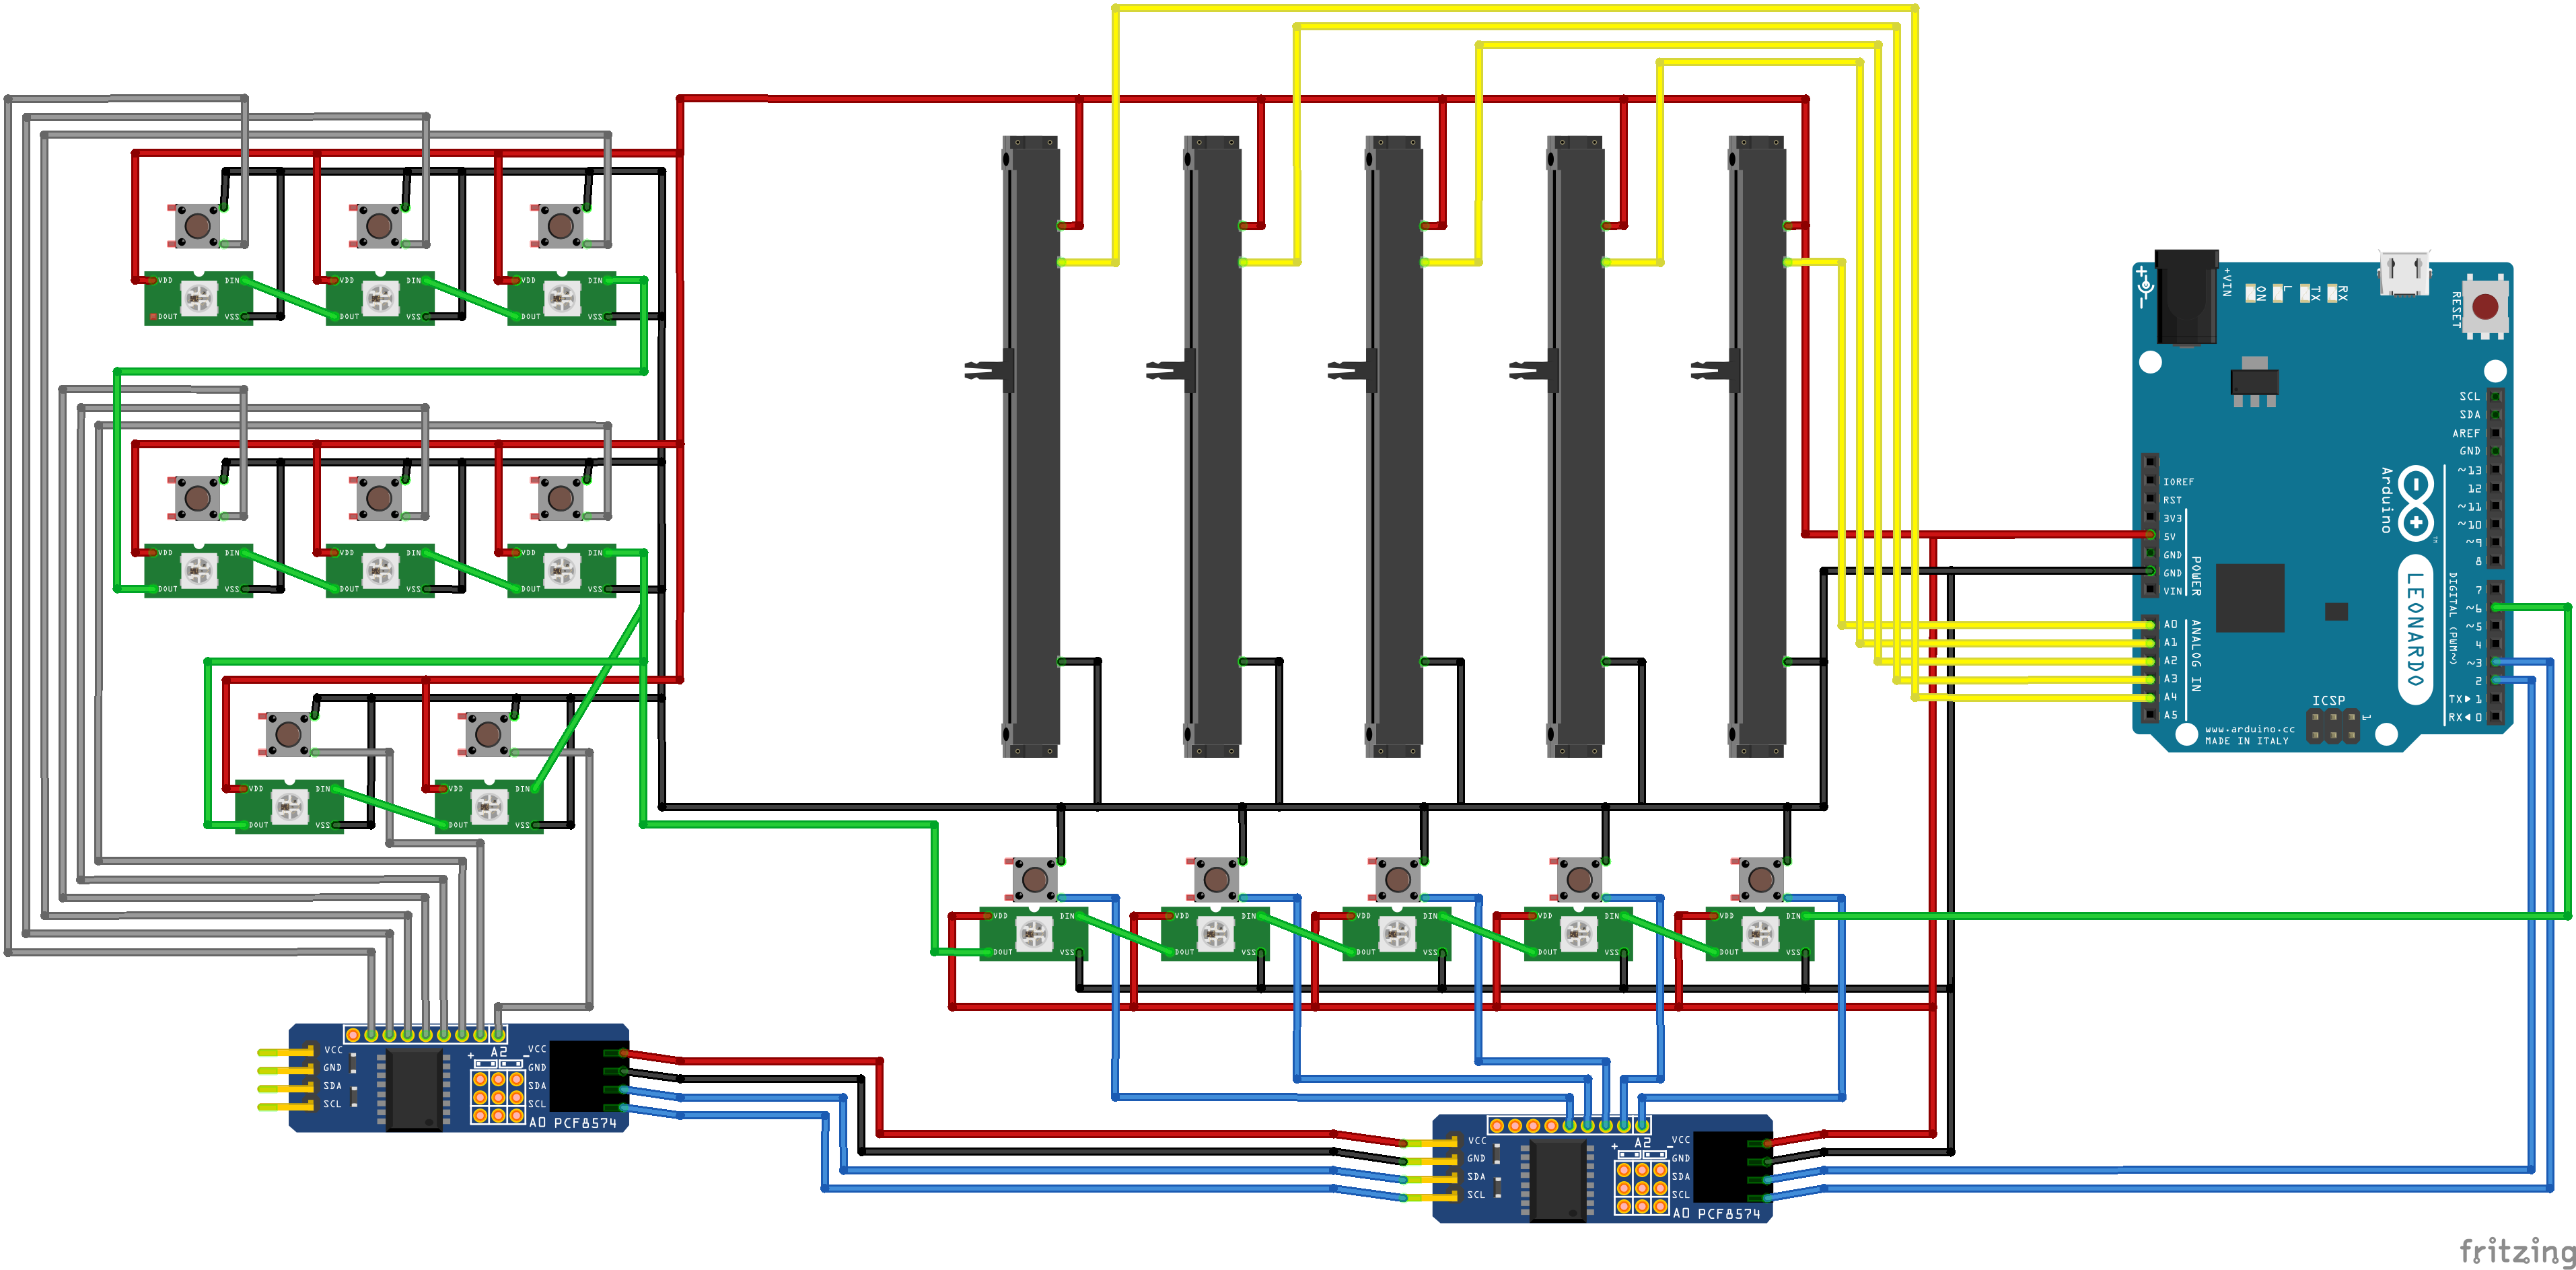 VDD DIN
DOUT VSS
VDD DIN
DOUT VSS
VDD DIN
DOUT VSS
VDD DIN
DOUT VSS
VDD DIN
DOUT VSS
VDD DIN
DOUT VSS
VDD DIN
DOUT VSS
VDD DIN
DOUT VSS
VDD DIN
DOUT VSS
VDD DIN
DOUT VSS
VDD DIN
DOUT VSS
VDD DIN
DOUT VSS
VDD DIN
DOUT VSS
+VIN
+
-
ON
L
TX
RX
RESET
SCL
SDA
AREF
GND
~13
12
~11
~10
~9
8
7
~6
~5
4
~3
2
TX▶1
RX◀0
IOREF
RST
3V3
5V
GND
GND
VIN
POWER
A0
A1
A2
A3
A4
A5
ANALOG IN
Arduino
TM
LEONARDO
DIGITAL (PWM~)
ICSP
1
www.arduino.cc
MADE IN ITALY
VCC
GND
SDA
SCL
+ A2 -
VCC
GND
SDA
SCL
A0 PCF8574
VCC
GND
SDA
SCL
+ A2 -
VCC
GND
SDA
SCL
A0 PCF8574
fritzing